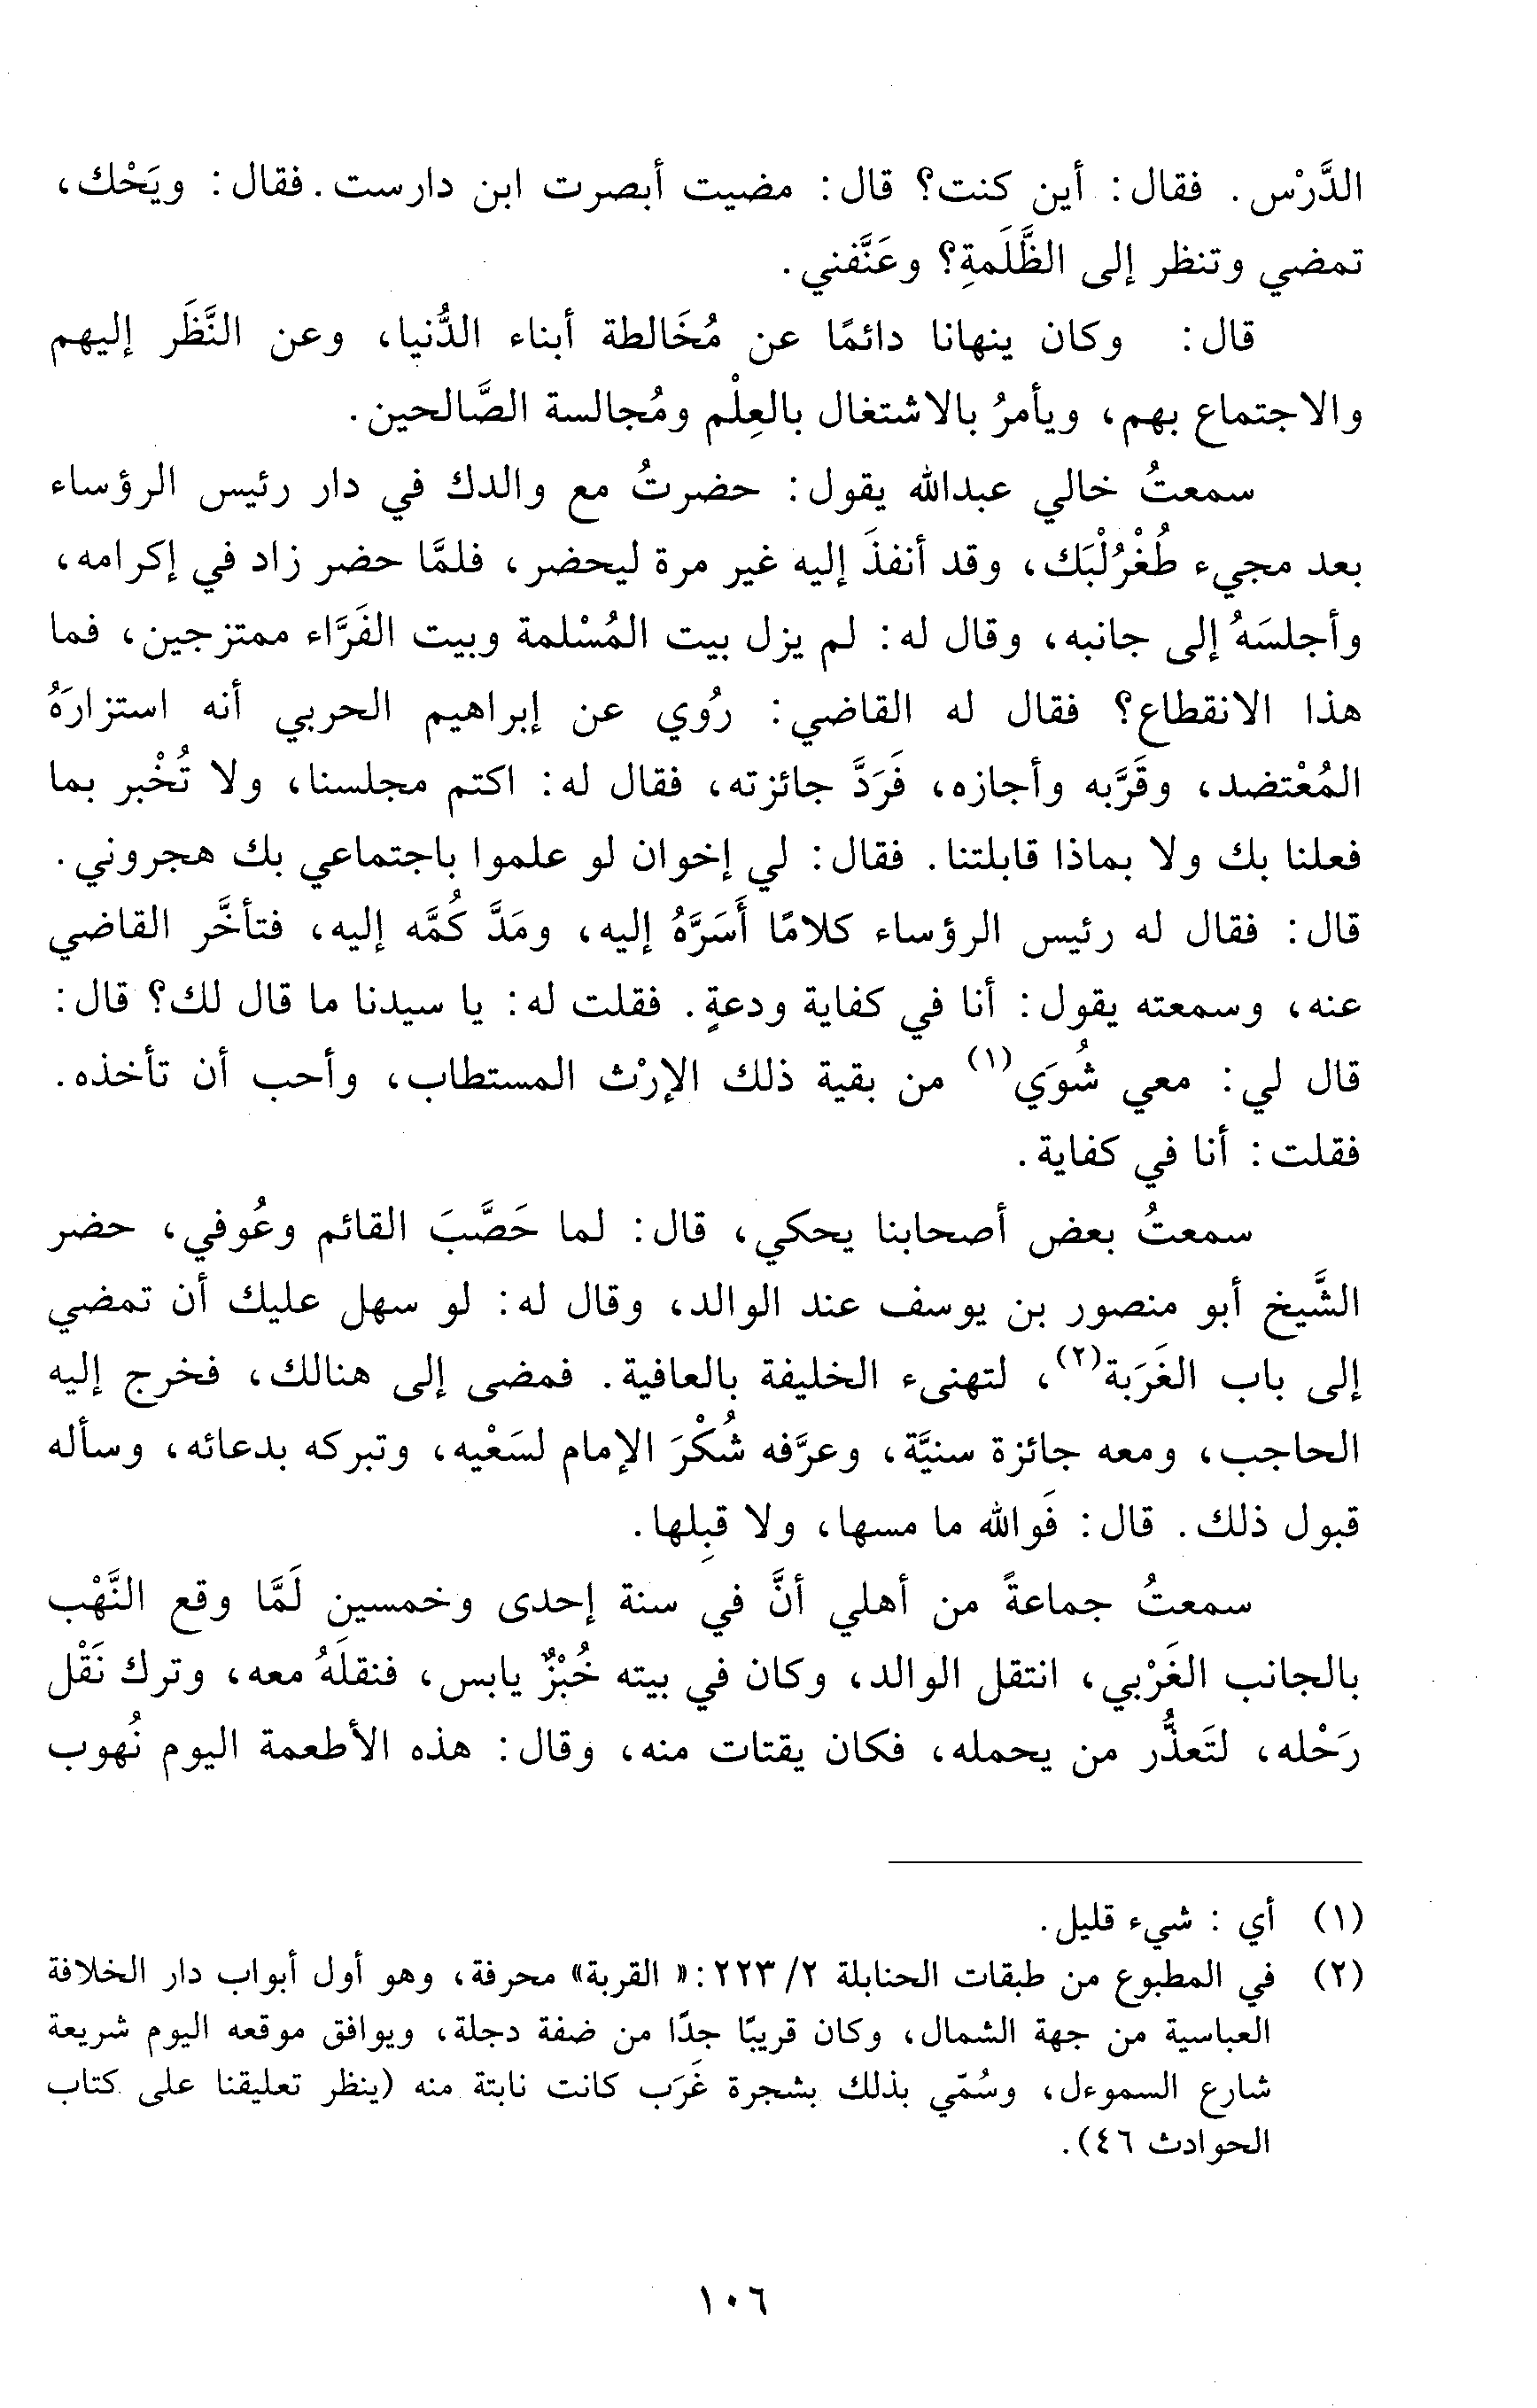 الدَّرْس. فقال: أين كنت؟ قال: مضيت أبصرت ابن دارست. فقال: ويَحْك،
تمضي وتنظر إلى الظَّلَمةِ؟ وعَنَّفني.
قال: وكان ينهانا دائمًا عن مُخَالطة أبناء الدُّنيا، وعن النَّظَر إليهم
والاجتماع بهم، ويأمرُ بالاشتغال بالعِلْم ومُجالسة الصَّالحين.
سمعتُ خالي عبدالله يقول: حضرتُ مع والدك في دار رئيس الرؤساء
بعد مجيء طُغْرُلْبَك، وقد أنفذَ إليه غير مرة ليحضر، فلمَّا حضر زاد في إكرامه،
وأجلسَهُ إلى جانبه، وقال له: لم يزل بيت المُسْلمة وبيت الفَرَّاء ممتزجين، فما
هذا الانقطاع؟ فقال له القاضي: رُوي عن إبراهيم الحربي أنه استزارَهُ
المُعْتضد، وقَرَّبه وأجازه، فَرَدَّ جائزته، فقال له: اكتم مجلسنا، ولا تُخْبر بما
فعلنا بك ولا بماذا قابلتنا. فقال: لي إخوان لو علموا باجتماعي بك هجروني.
قال: فقال له رئيس الرؤساء كلامًا أَسَرَّهُ إليه، ومَدَّ كُمَّه إليه، فتأخَّر القاضي
عنه، وسمعته يقول: أنا في كفاية ودعةٍ. فقلت له: يا سيدنا ما قال لك؟ قال:
قال لي: معي شُوَي(١) من بقية ذلك الإرْث المستطاب، وأحب أن تأخذه.
فقلت: أنا في كفاية.
سمعتُ بعض أصحابنا يحكي، قال: لما حَصَّبَ القائم وعُوفي، حضر
الشَّيخ أبو منصور بن يوسف عند الوالد، وقال له: لو سهل عليك أن تمضي
إلى باب الغَرَبة(٢)، لتهنىء الخليفة بالعافية. فمضى إلى هنالك، فخرج إليه
الحاجب، ومعه جائزة سنيَّة، وعرَّفه شُكْرَ الإمام لسَعْيه، وتبركه بدعائه، وسأله
قبول ذلك. قال: فَوالله ما مسها، ولا قبِلها.
سمعتُ جماعةً من أهلي أنَّ في سنة إحدى وخمسين لَمَّا وقع النَّهْب
بالجانب الغَرْبي، انتقل الوالد، وكان في بيته خُبْزٌ يابس، فنقلَهُ معه، وترك نَقْل
رَحْله، لتَعذُّر من يحمله، فكان يقتات منه، وقال: هذه الأطعمة اليوم نُهوب
(١) أي: شيء قليل.
(٢) في المطبوع من طبقات الحنابلة ٢/ ٢٢٣: « القربة» محرفة، وهو أول أبواب دار الخلافة
العباسية من جهة الشمال، وكان قريبًا جدًا من ضفة دجلة، ويوافق موقعه اليوم شريعة
شارع السموءل، وسُمّي بذلك بشجرة غَرَب كانت نابتة منه (ينظر تعليقنا على كتاب
الحوادث ٤٦).
١٠٦